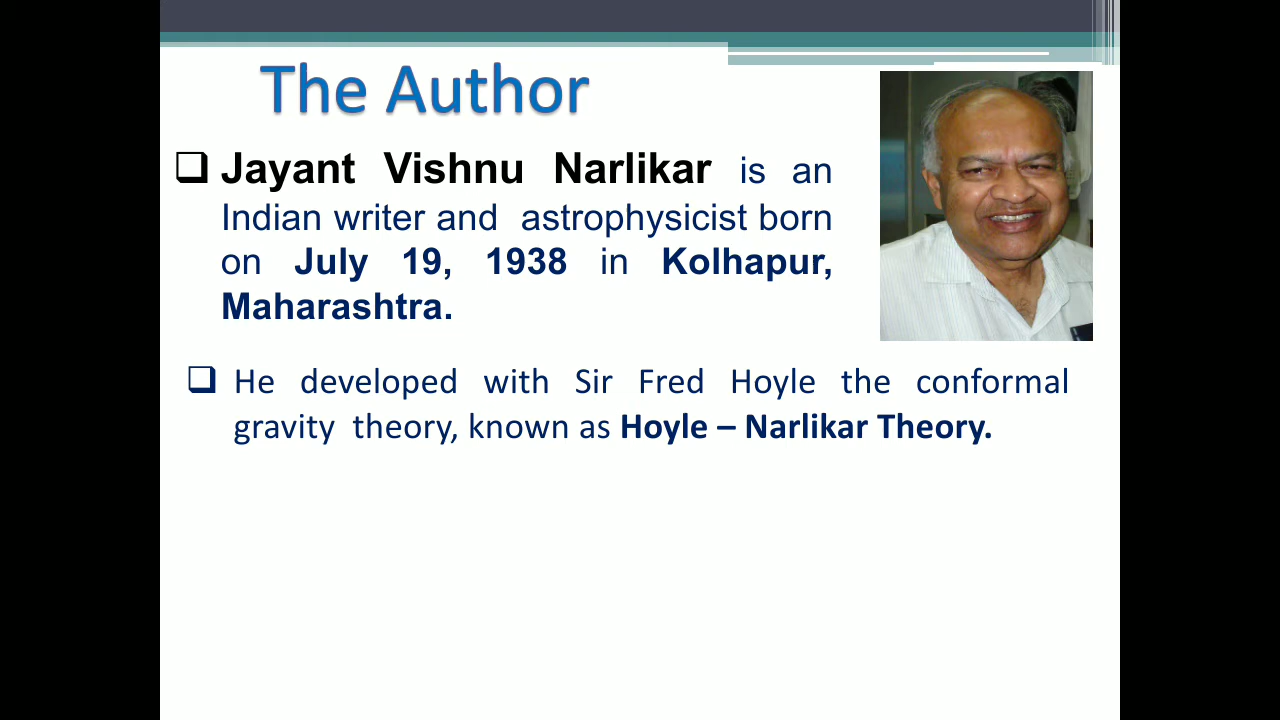 The Author
Jayant Vishnu Narlikar is an
Indian writer and astrophysicist born
on July 19, 1938 in Kolhapur,
Maharashtra.
He developed with Sir Fred Hoyle the conformal
gravity theory, known as Hoyle – Narlikar Theory.